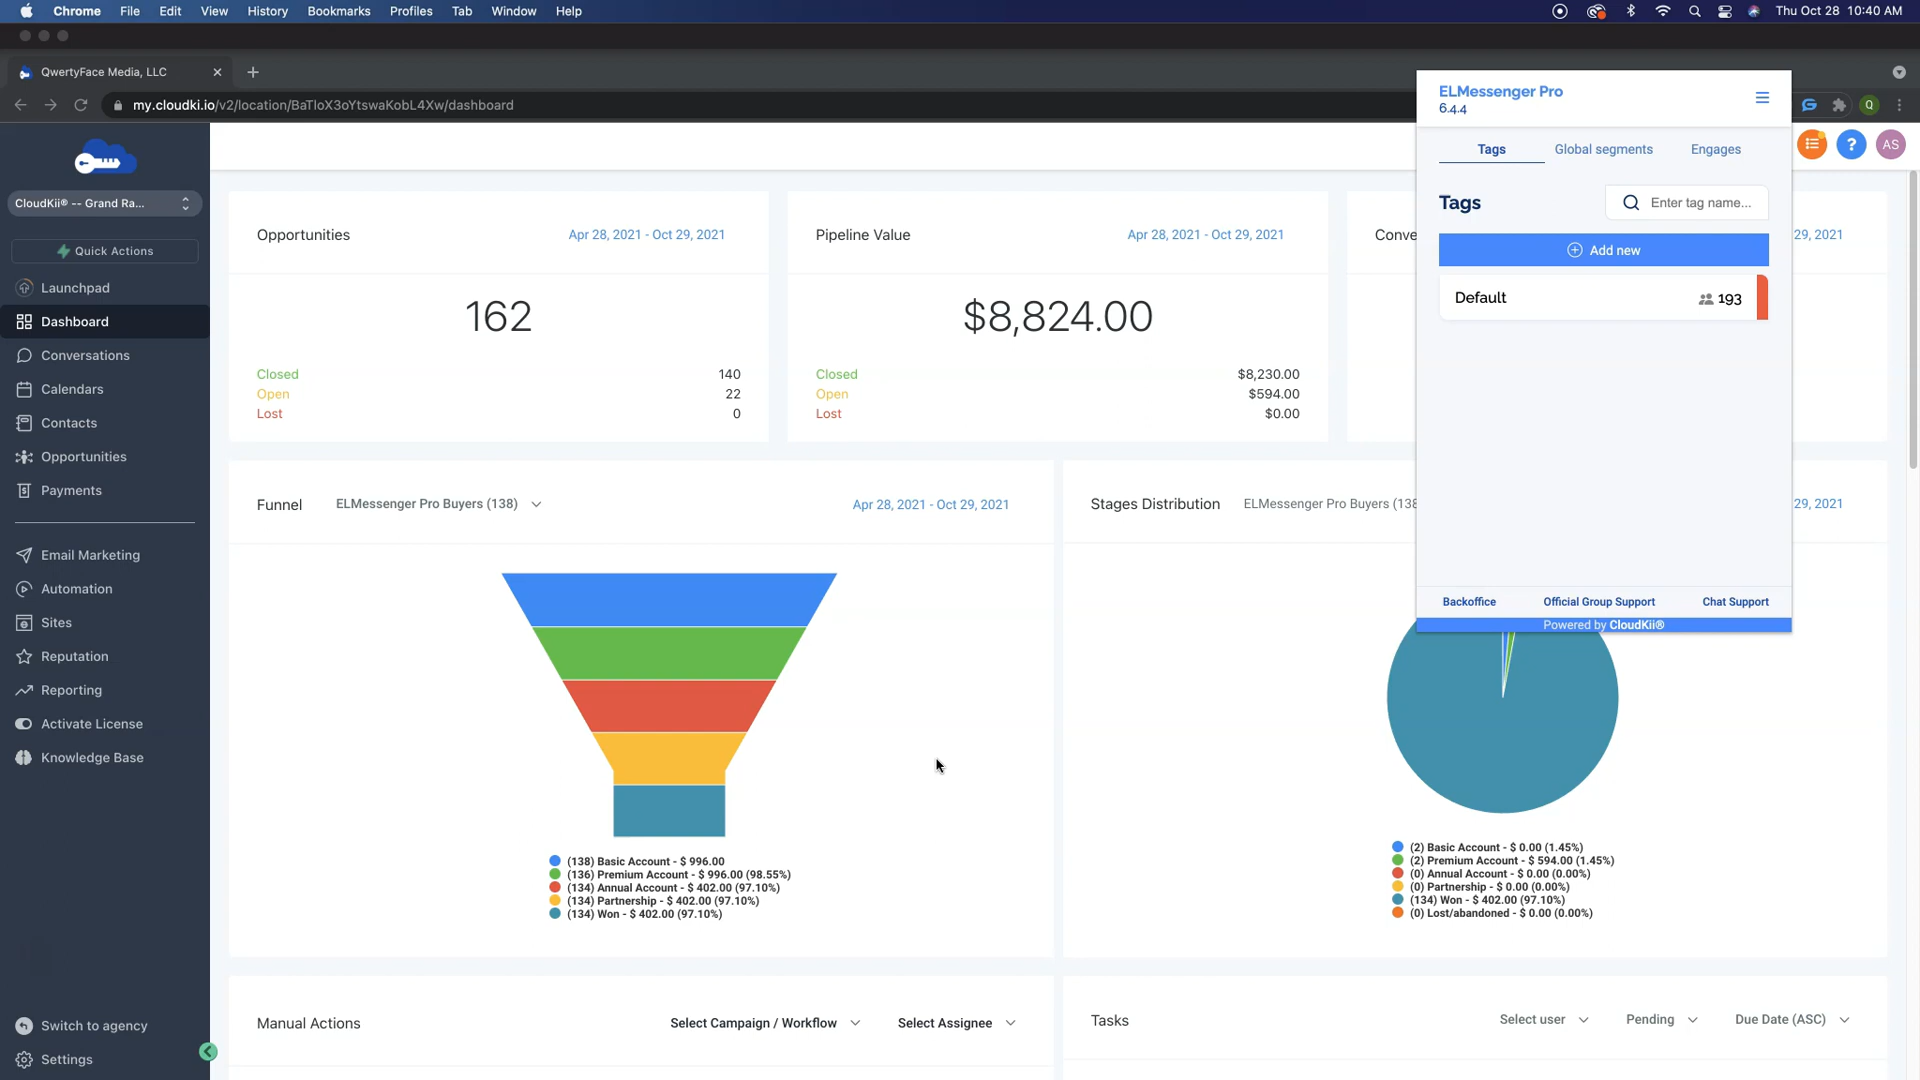 Chrome File Edit View History Bookmarks Profiles Tab Window Help
Thu Oct 28 10:40 AM
QwertyFace Media, LLC
my.cloudki.io/v2/location/BaTloX3oYtswaKobL4Xw/dashboard
Q
CloudKii® -- Grand Ra...
Quick Actions
Launchpad
Dashboard
Conversations
Calendars
Contacts
Opportunities
Payments
Email Marketing
Automation
Sites
Reputation
Reporting
Activate License
Knowledge Base
Switch to agency
Settings
? AS
Opportunities Apr 28, 2021 - Oct 29, 2021
162
Closed 140
Open 22
Lost 0
Pipeline Value Apr 28, 2021 - Oct 29, 2021
$8,824.00
Closed $8,230.00
Open $594.00
Lost $0.00
Conve 29, 2021
ELMessenger Pro
6.4.4
Tags Global segments Engages
Tags Enter tag name...
Add new
Default 193
Backoffice Official Group Support Chat Support
Powered by CloudKii®
Funnel ELMessenger Pro Buyers (138) Apr 28, 2021 - Oct 29, 2021
(138) Basic Account - $ 996.00
(136) Premium Account - $ 996.00 (98.55%)
(134) Annual Account - $ 402.00 (97.10%)
(134) Partnership - $ 402.00 (97.10%)
(134) Won - $ 402.00 (97.10%)
Stages Distribution ELMessenger Pro Buyers (138 29, 2021
(2) Basic Account - $ 0.00 (1.45%)
(2) Premium Account - $ 594.00 (1.45%)
(0) Annual Account - $ 0.00 (0.00%)
(0) Partnership - $ 0.00 (0.00%)
(134) Won - $ 402.00 (97.10%)
(0) Lost/abandoned - $ 0.00 (0.00%)
Manual Actions Select Campaign / Workflow Select Assignee
Tasks Select user Pending Due Date (ASC)